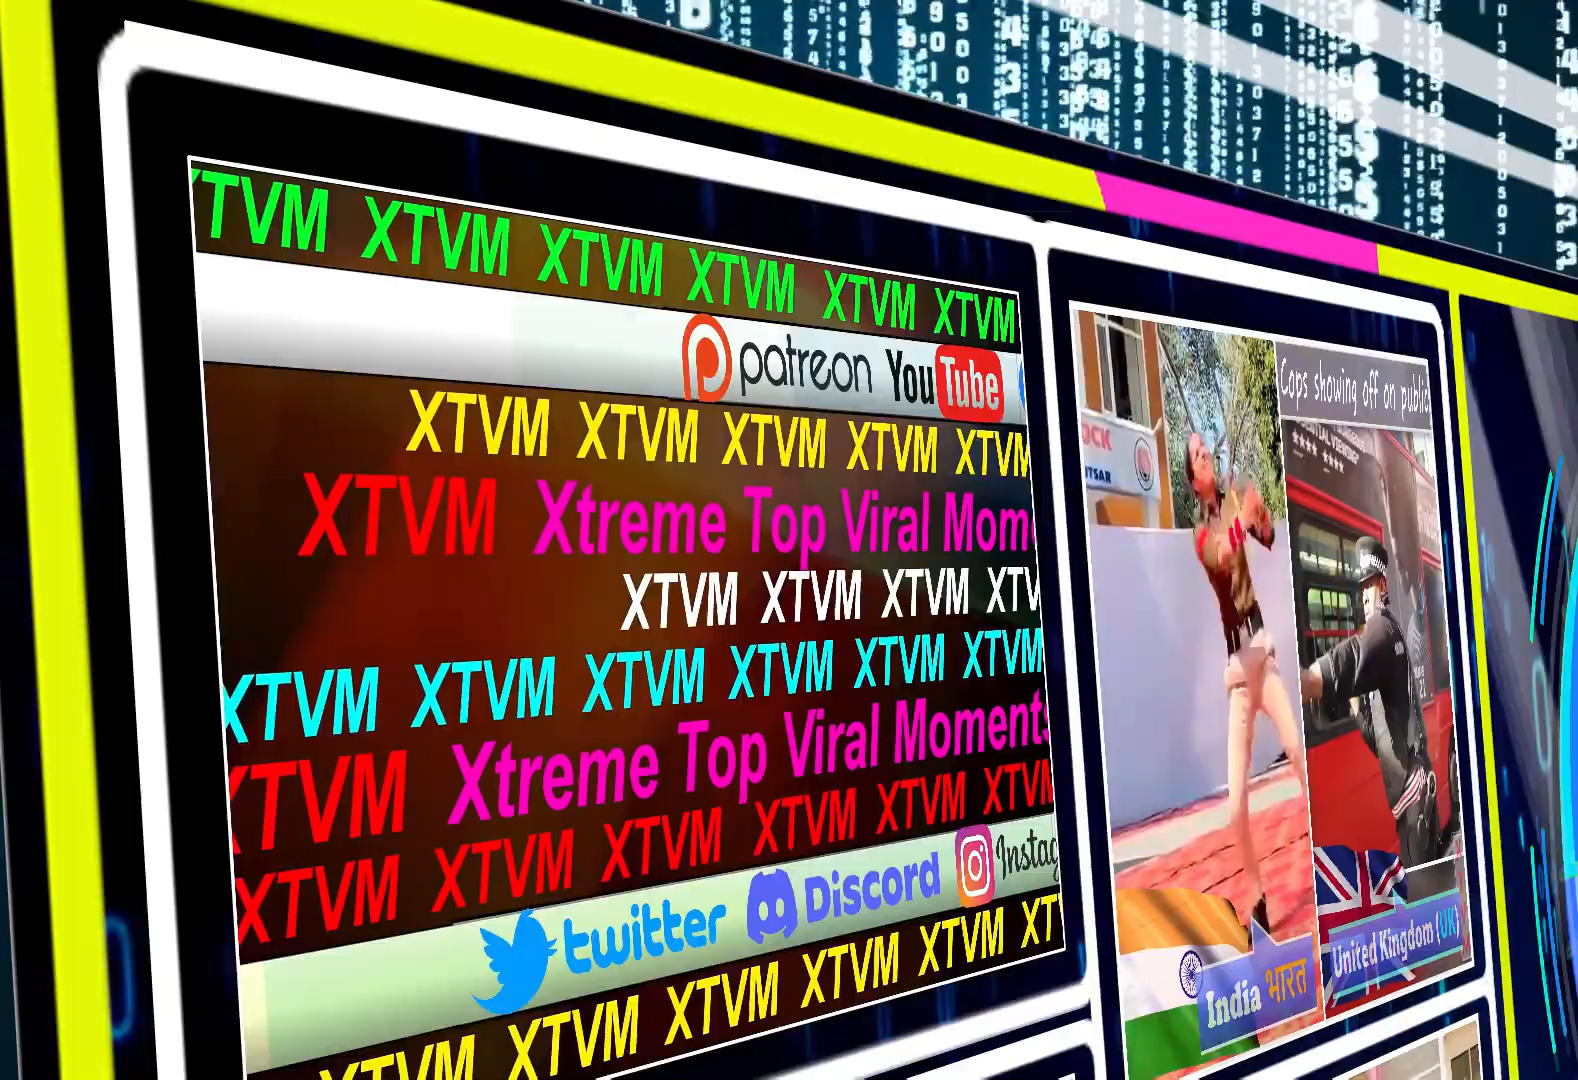 XTVM XTVM XTVM XTVM XTVM
patreon YouTube
XTVM XTVM XTVM XTVM XTVM
XTVM Xtreme Top Viral Mom
XTVM XTVM XTVM XTV
XTVM XTVM XTVM XTVM XTVM XTVM
XTVM Xtreme Top Viral Moments
XTVM XTVM XTVM XTVM XTVM XTVM
twitter Discord Instag
XTVM XTVM XTVM XTVM XTVM XT
Cops showing off on public
India भारत
United Kingdom (UK)